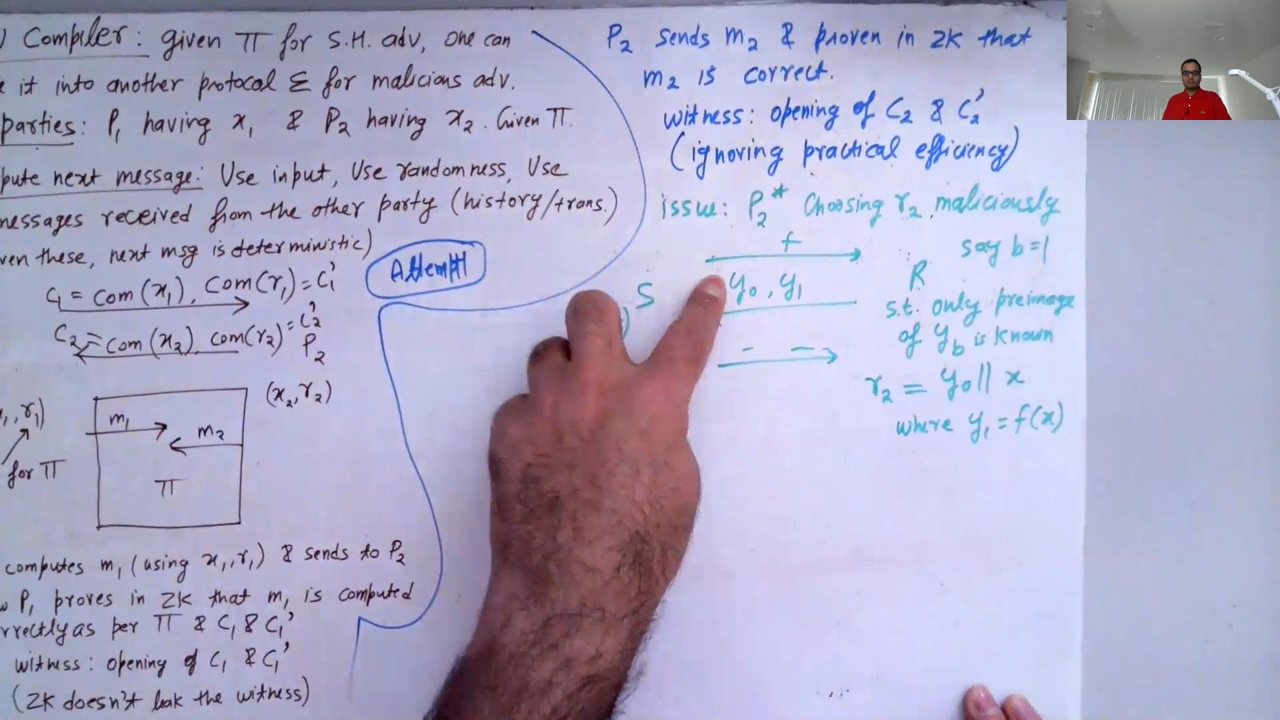 ) Compiler: given π for S.H. adv, one can
e it into another protocol Σ for malicious adv.
parties: P₁ having x₁ & P₂ having x₂. Given π.
pute next message: Use input, Use randomness, Use
messages received from the other party (history/trans.)
ven these, next msg is deterministic)
Attempt
C₁ = com(x₁), Com(r₁) = C₁'
C₂ = com(x₂), com(r₂) = C₂'
P₂
, r₁)
(x₂, r₂)
m₁
m₂
for π
π
computes m₁ (using x₁, r₁) & sends to P₂
P₁ proves in ZK that m₁ is computed
rrectly as per π & C₁ & C₁'
witness: opening of C₁ & C₁'
(ZK doesn't leak the witness)
P₂ sends m₂ & proven in ZK that
m₂ is correct.
witness: opening of C₂ & C₂'
(ignoring practical efficiency)
issue: P₂* Choosing r₂ maliciously
f
say b=1
S
y₀, y₁
R
s.t. only preimage
of y_b is known
r₂ = y₀ || x
where y₁ = f(x)